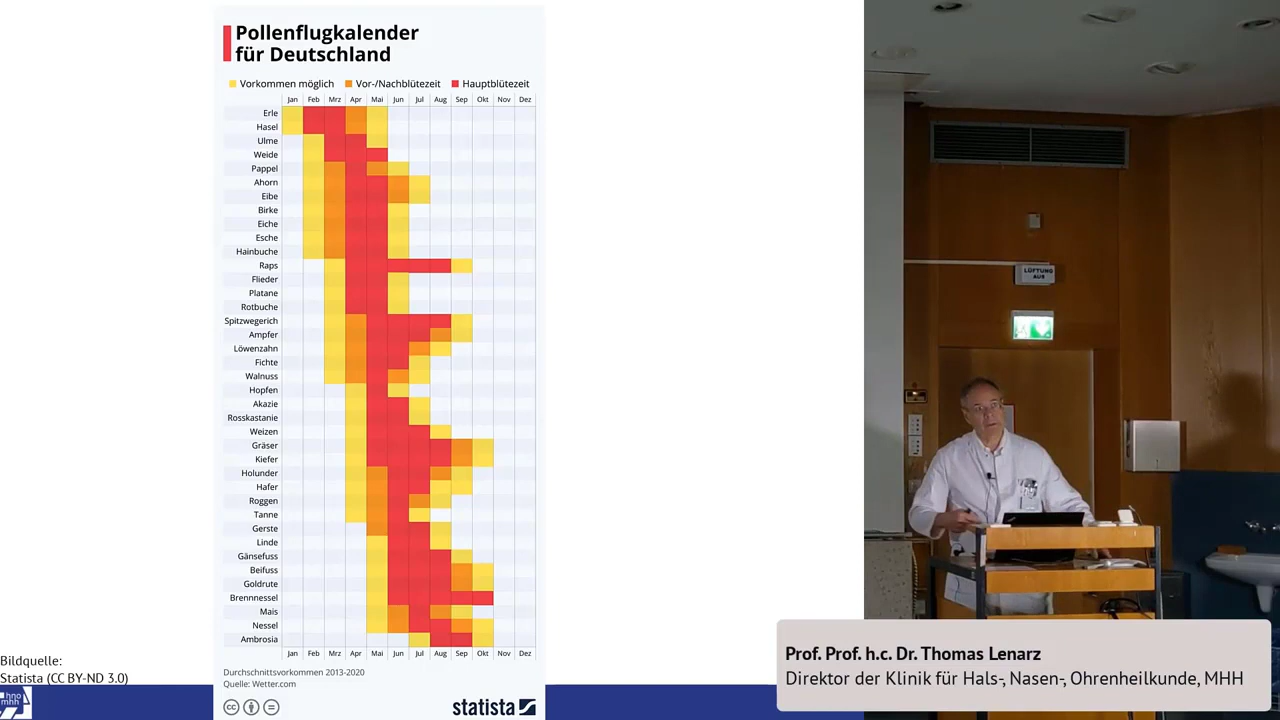 Pollenflugkalender
für Deutschland
Vorkommen möglich Vor-/Nachblütezeit Hauptblütezeit
Jan Feb Mrz Apr Mai Jun Jul Aug Sep Okt Nov Dez
Erle
Hasel
Ulme
Weide
Pappel
Ahorn
Eibe
Birke
Eiche
Esche
Hainbuche
Raps
Flieder
Platane
Rotbuche
Spitzwegerich
Ampfer
Löwenzahn
Fichte
Walnuss
Hopfen
Akazie
Rosskastanie
Weizen
Gräser
Kiefer
Holunder
Hafer
Roggen
Tanne
Gerste
Linde
Gänsefuss
Beifuss
Goldrute
Brennnessel
Mais
Nessel
Ambrosia
Jan Feb Mrz Apr Mai Jun Jul Aug Sep Okt Nov Dez
Durchschnittsvorkommen 2013-2020
Quelle: Wetter.com
cc
statista
Bildquelle:
Statista (CC BY-ND 3.0)
hno
mhh
LÜFTUNG
AUS
Prof. Prof. h.c. Dr. Thomas Lenarz
Direktor der Klinik für Hals-, Nasen-, Ohrenheilkunde, MHH